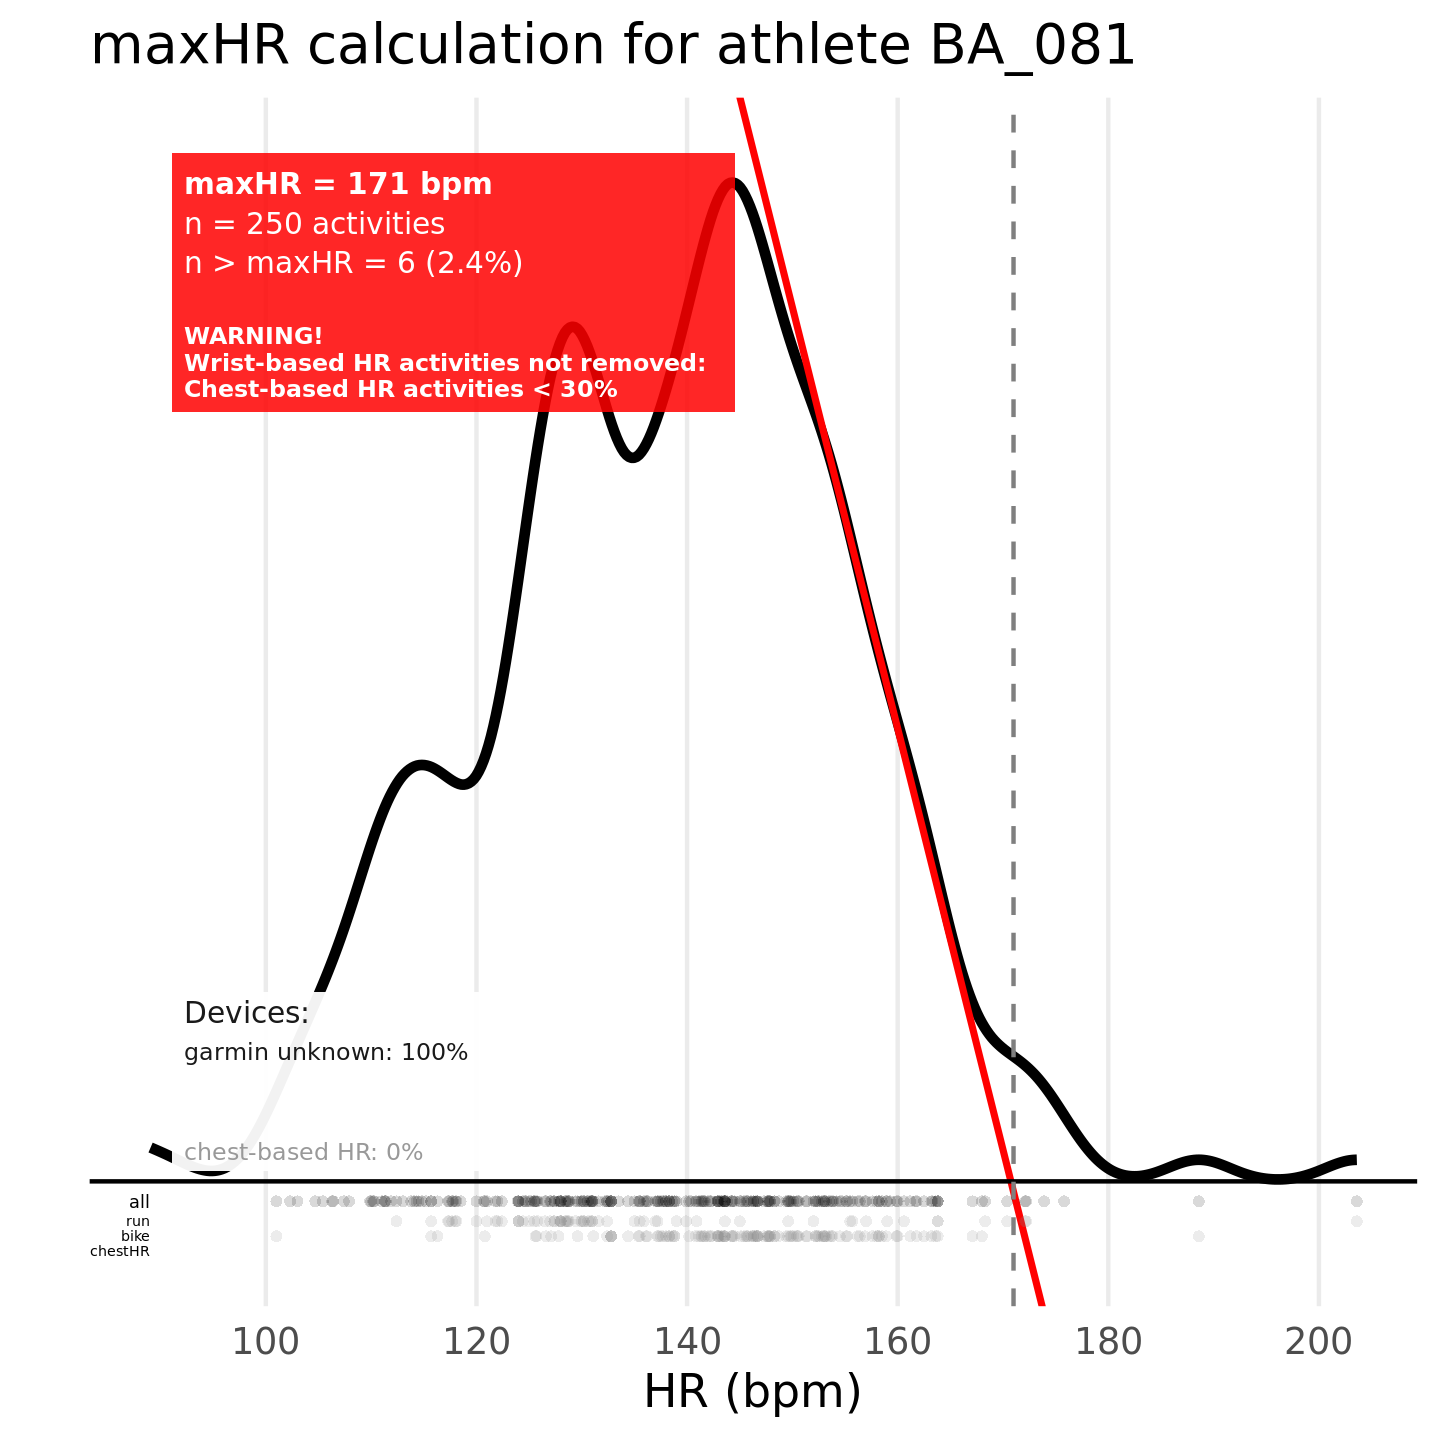 maxHR calculation for athlete BA_081
maxHR = 171 bpm
n = 250 activities
n > maxHR = 6 (2.4%)
WARNING!
Wrist-based HR activities not removed:
Chest-based HR activities < 30%
Devices:
garmin unknown: 100%
chest-based HR: 0%
all
run
bike
chestHR
100 120 140 160 180 200
HR (bpm)